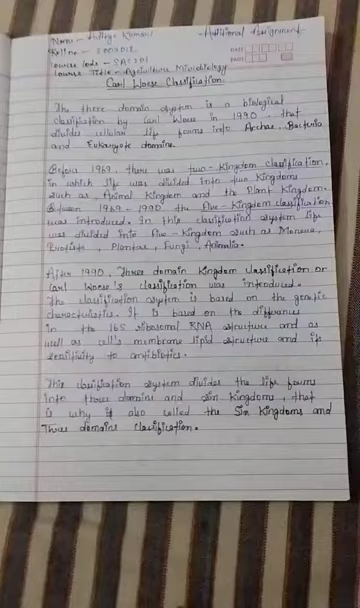 Name - Kumari - Additional Assignment -
Roll no -
Course Code -
DATE
PAGE
Course Title - Agriculture Microbiology
Carl Woese Classification
The three domain system is a biological
classification by Carl Woese in 1990 that
divides cellular life forms into Archae, Bacteria
and Eukaryote domains.
Before 1969, there was two-Kingdom classification,
in which life was divided into two Kingdoms
such as, Animal Kingdom and the Plant Kingdom.
Between 1969 - 1990 the Five-Kingdom classification
was introduced. In this classification system life
was divided into Five-Kingdom such as Monera,
Protista, Plantae, Fungi, Animalia.
After 1990, Three domain Kingdom Classification or
Carl Woese's classification was introduced.
The classification system is based on the genetic
characteristics. It is based on the differences
in the 16S ribosomal RNA structure and as
well as cell's membrane lipid structure and its
sensitivity to antibiotics.
This classification system divides the life forms
into three domains and six Kingdoms, that
is why it also called the Six Kingdoms and
Three domains Classification.